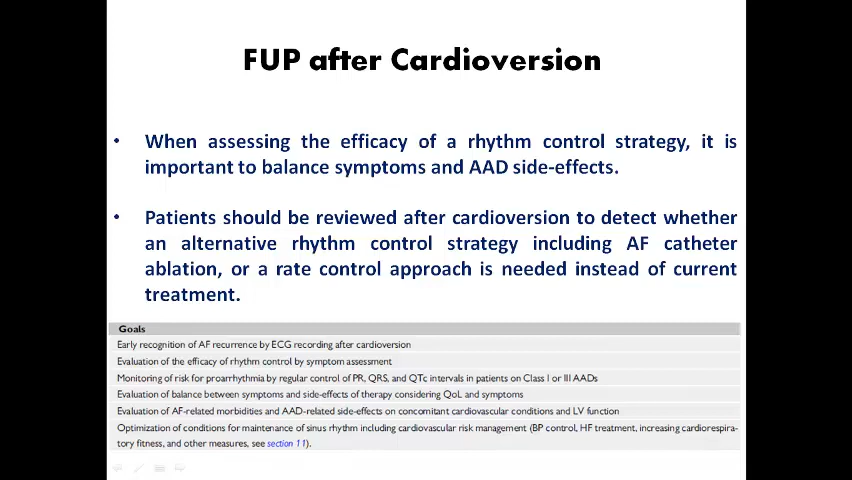 FUP after Cardioversion
• When assessing the efficacy of a rhythm control strategy, it is
important to balance symptoms and AAD side-effects.
• Patients should be reviewed after cardioversion to detect whether
an alternative rhythm control strategy including AF catheter
ablation, or a rate control approach is needed instead of current
treatment.
Goals
Early recognition of AF recurrence by ECG recording after cardioversion
Evaluation of the efficacy of rhythm control by symptom assessment
Monitoring of risk for proarrhythmia by regular control of PR, QRS, and QTc intervals in patients on Class I or III AADs
Evaluation of balance between symptoms and side-effects of therapy considering QoL and symptoms
Evaluation of AF-related morbidities and AAD-related side-effects on concomitant cardiovascular conditions and LV function
Optimization of conditions for maintenance of sinus rhythm including cardiovascular risk management (BP control, HF treatment, increasing cardiorespira-
tory fitness, and other measures, see section 11).